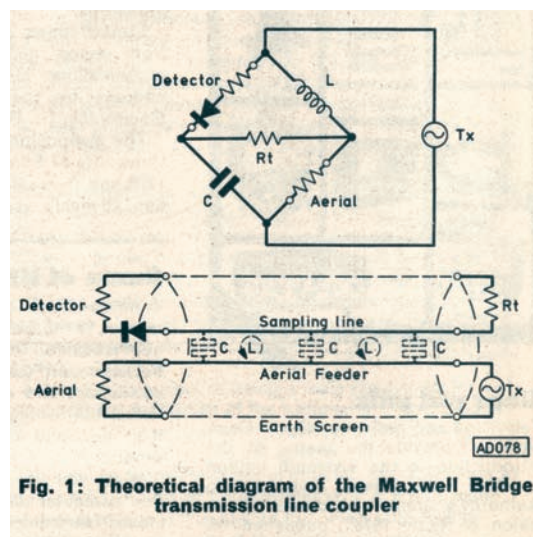 Detector
L
Tx
Rt
C
Aerial
Detector
Sampling line
Rt
C L C L C
Aerial Feeder
Aerial
Tx
Earth Screen
AD078
Fig. 1: Theoretical diagram of the Maxwell Bridge
transmission line coupler